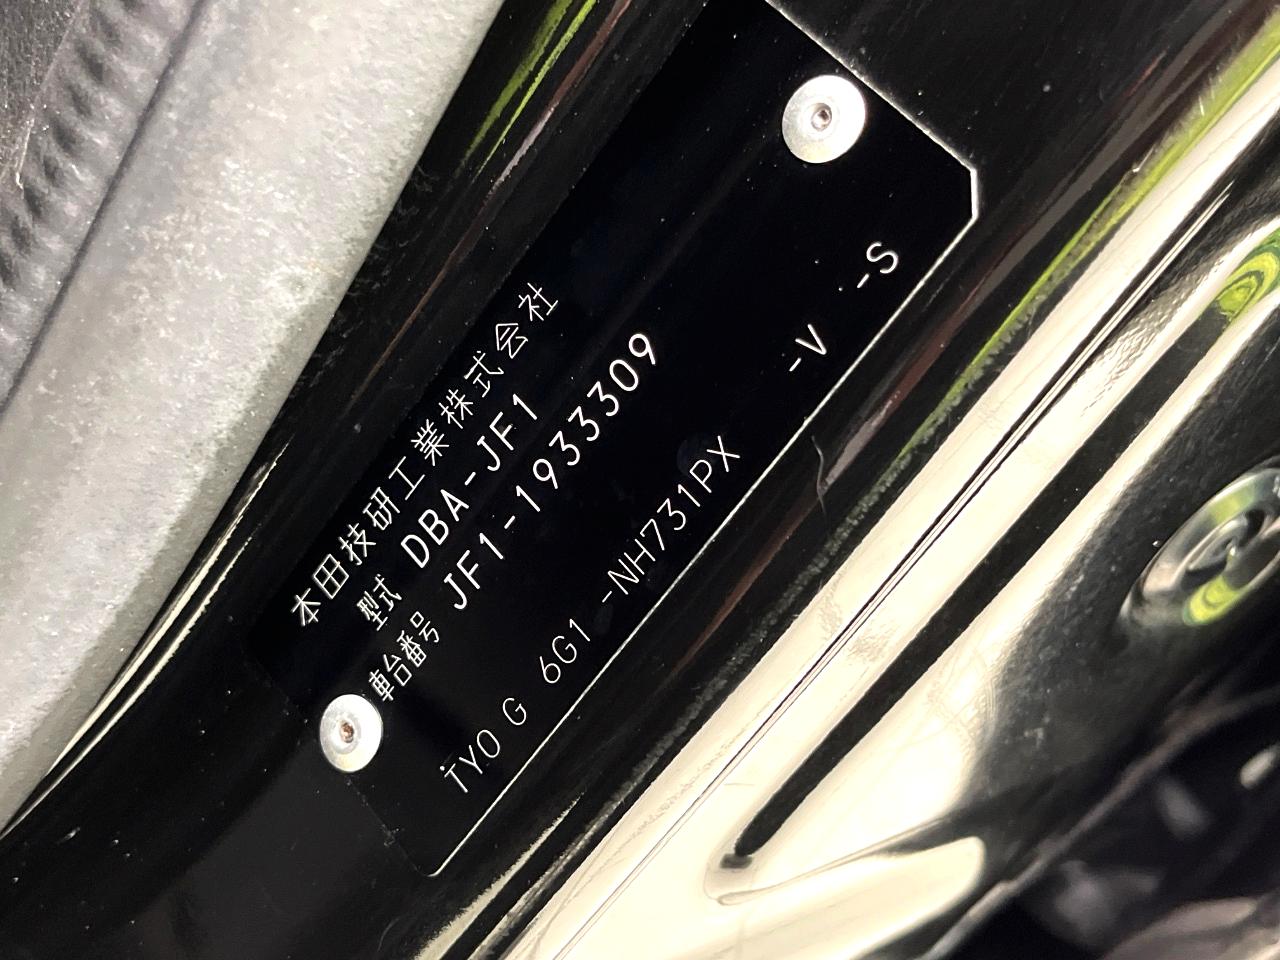 本田技研工業株式会社
型式 DBA-JF1
車台番号 JF1-1933309
TY0 G 6G1 -NH731PX -V -S